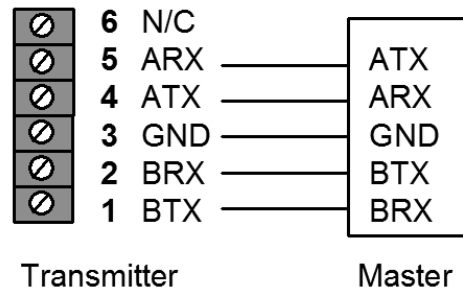 6 N/C
5 ARX ATX
4 ATX ARX
3 GND GND
2 BRX BTX
1 BTX BRX
Transmitter Master